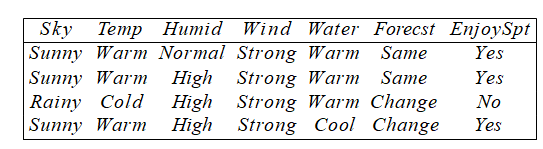 Sky Temp Humid Wind Water Forecst EnjoySpt
Sunny Warm Normal Strong Warm Same Yes
Sunny Warm High Strong Warm Same Yes
Rainy Cold High Strong Warm Change No
Sunny Warm High Strong Cool Change Yes